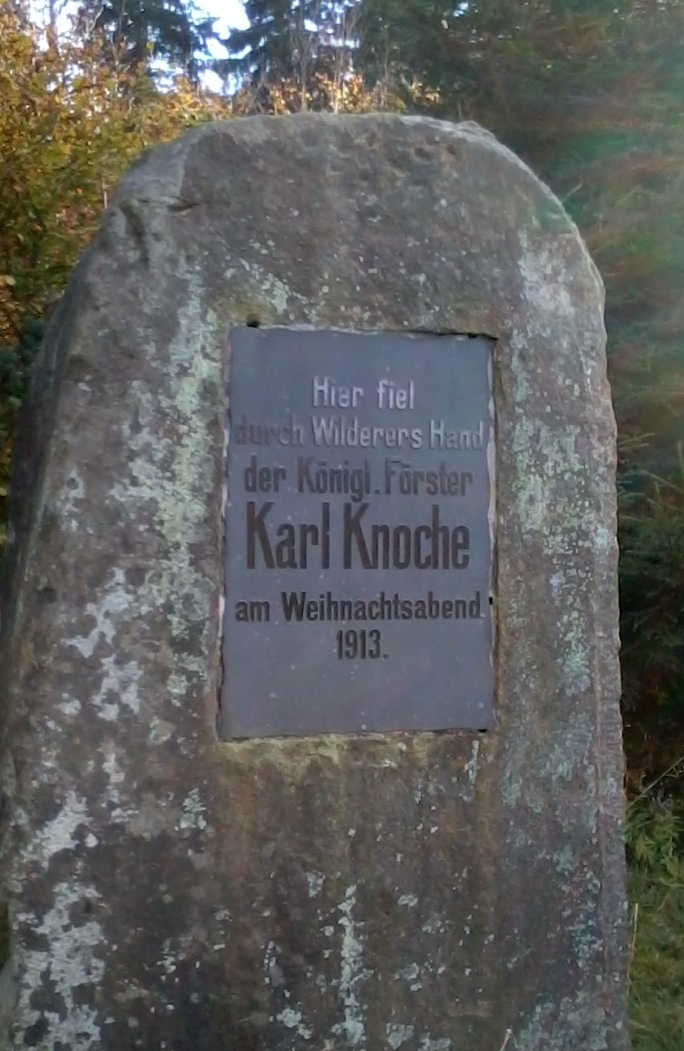 Hier fiel
durch Wilderers Hand
der Königl. Förster
Karl Knoche
am Weihnachtsabend
1913.